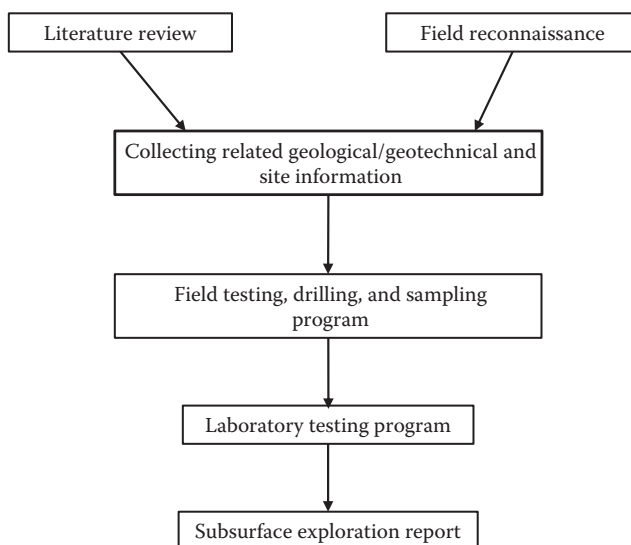 Literature review
Field reconnaissance
Collecting related geological/geotechnical and
site information
Field testing, drilling, and sampling
program
Laboratory testing program
Subsurface exploration report